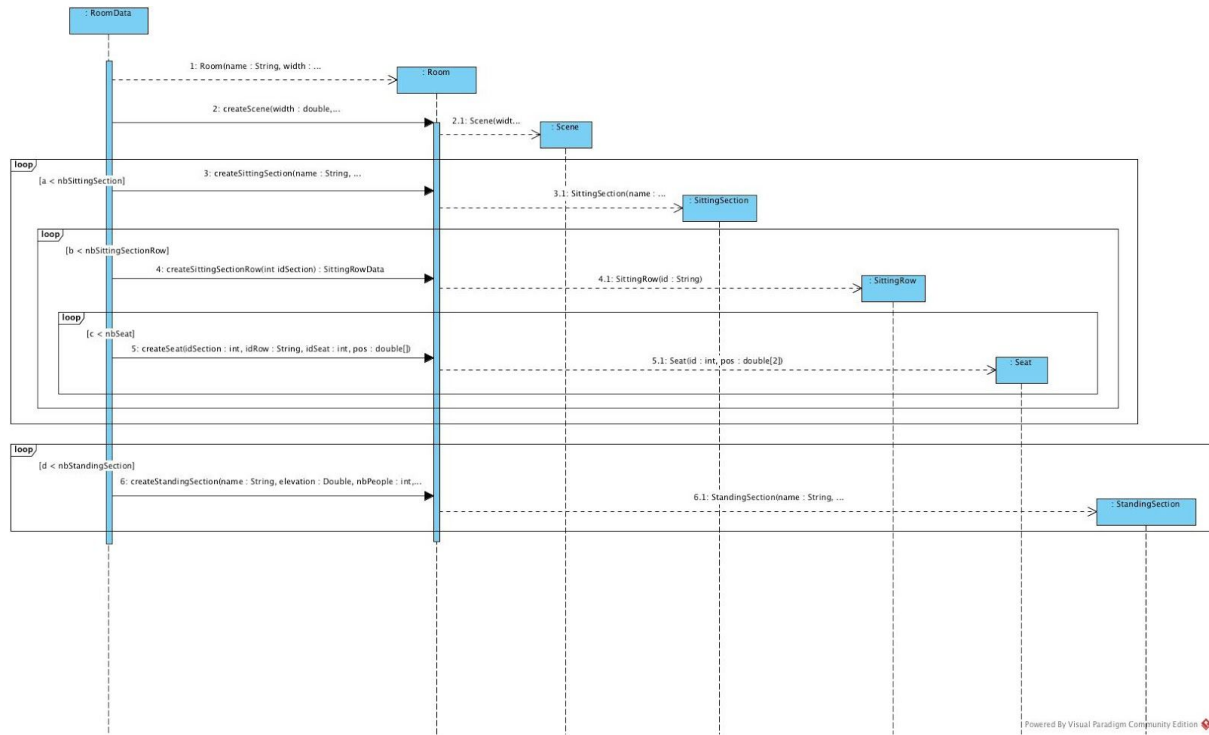 : RoomData
1: Room(name : String, width : ...
: Room
2: createScene(width : double,...
2.1: Scene(widt...
: Scene
loop
[a < nbSittingSection]
3: createSittingSection(name : String, ...
3.1: SittingSection(name : ...
: SittingSection
loop
[b < nbSittingSectionRow]
4: createSittingSectionRow(int idSection) : SittingRowData
4.1: SittingRow(id : String)
: SittingRow
loop
[c < nbSeat]
5: createSeat(idSection : int, idRow : String, idSeat : int, pos : double[])
5.1: Seat(id : int, pos : double[2])
: Seat
loop
[d < nbStandingSection]
6: createStandingSection(name : String, elevation : Double, nbPeople : int,...
6.1: StandingSection(name : String, ...
: StandingSection
Powered By Visual Paradigm Community Edition